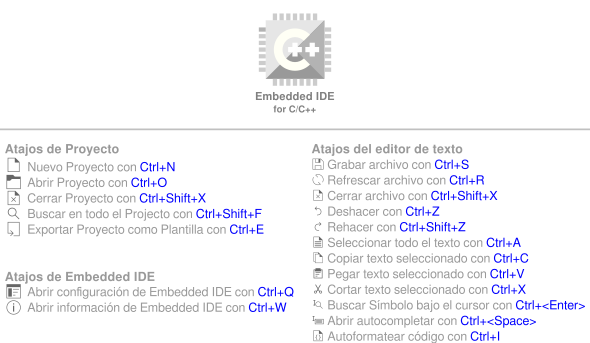 C++
Embedded IDE
for C/C++
Atajos de Proyecto
Nuevo Proyecto con Ctrl+N
Abrir Proyecto con Ctrl+O
Cerrar Proyecto con Ctrl+Shift+X
Buscar en todo el Projecto con Ctrl+Shift+F
Exportar Proyecto como Plantilla con Ctrl+E
Atajos de Embedded IDE
Abrir configuración de Embedded IDE con Ctrl+Q
Abrir información de Embedded IDE con Ctrl+W
Atajos del editor de texto
Grabar archivo con Ctrl+S
Refrescar archivo con Ctrl+R
Cerrar archivo con Ctrl+Shift+X
Deshacer con Ctrl+Z
Rehacer con Ctrl+Shift+Z
Seleccionar todo el texto con Ctrl+A
Copiar texto seleccionado con Ctrl+C
Pegar texto seleccionado con Ctrl+V
Cortar texto seleccionado con Ctrl+X
Buscar Símbolo bajo el cursor con Ctrl+<Enter>
Abrir autocompletar con Ctrl+<Space>
Autoformatear código con Ctrl+I